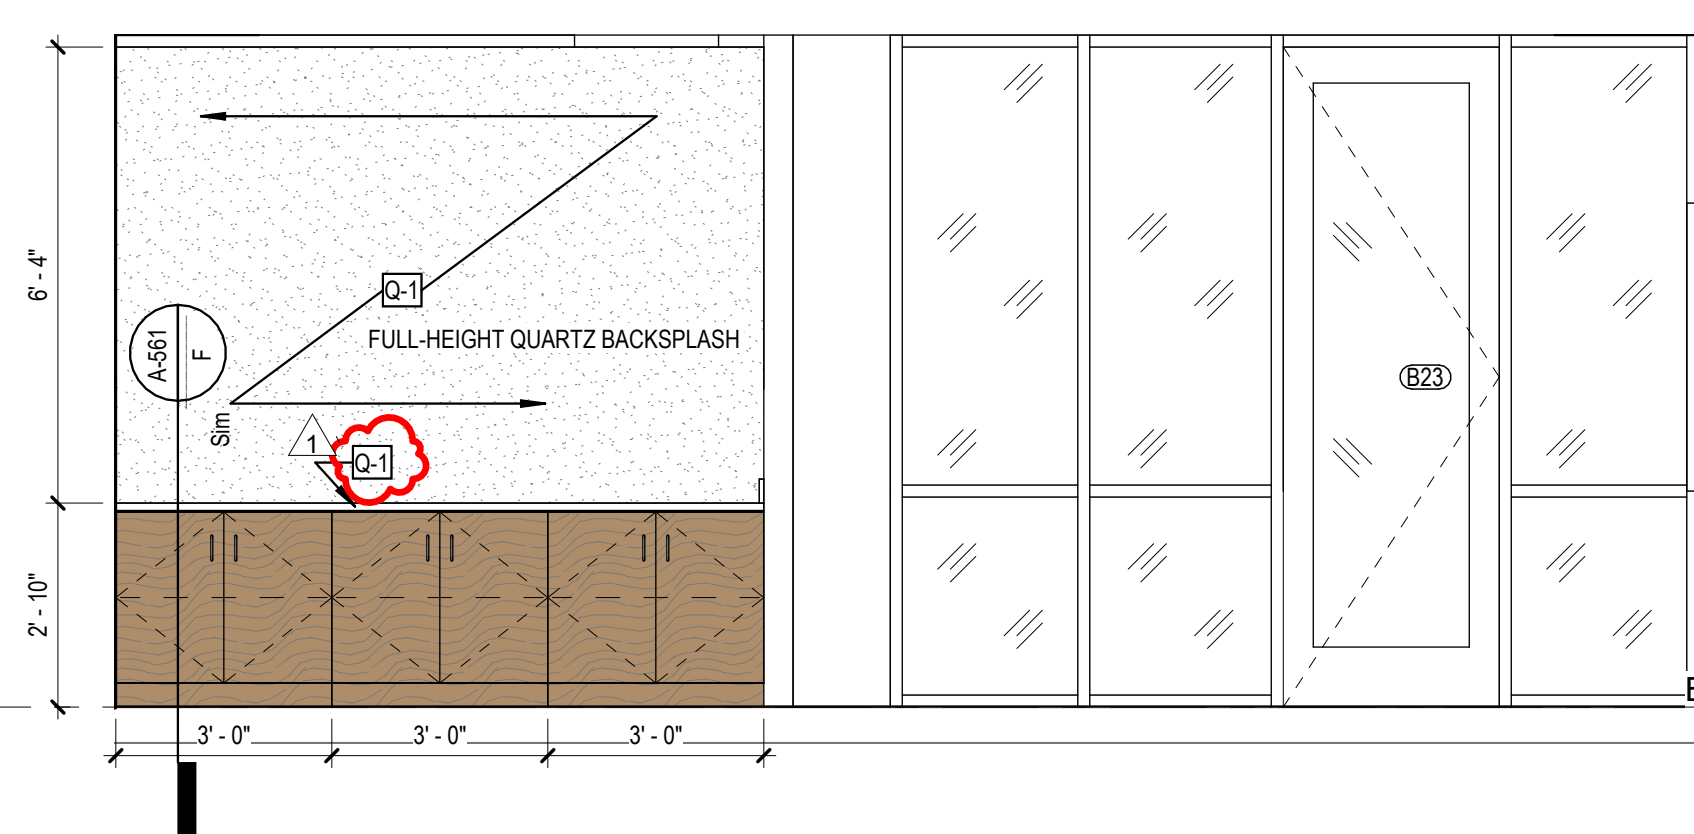 6' - 4"
Q-1
FULL-HEIGHT QUARTZ BACKSPLASH
A-561
F
Sim
1
Q-1
B23
2' - 10"
3' - 0"
3' - 0"
3' - 0"